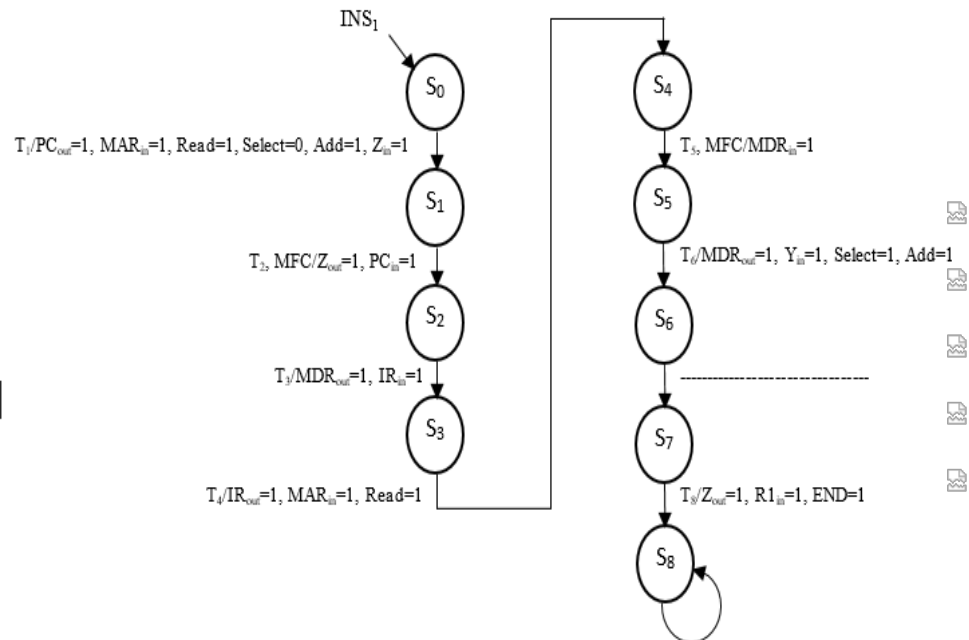 INS₁
S₀
T₁/PCₒᵤₜ=1, MARᵢₙ=1, Read=1, Select=0, Add=1, Zᵢₙ=1
S₁
T₂, MFC/Zₒᵤₜ=1, PCᵢₙ=1
S₂
T₃/MDRₒᵤₜ=1, IRᵢₙ=1
S₃
T₄/IRₒᵤₜ=1, MARᵢₙ=1, Read=1
S₄
T₅, MFC/MDRᵢₙ=1
S₅
T₆/MDRₒᵤₜ=1, Yᵢₙ=1, Select=1, Add=1
S₆
--------------------------------
S₇
T₈/Zₒᵤₜ=1, R1ᵢₙ=1, END=1
S₈